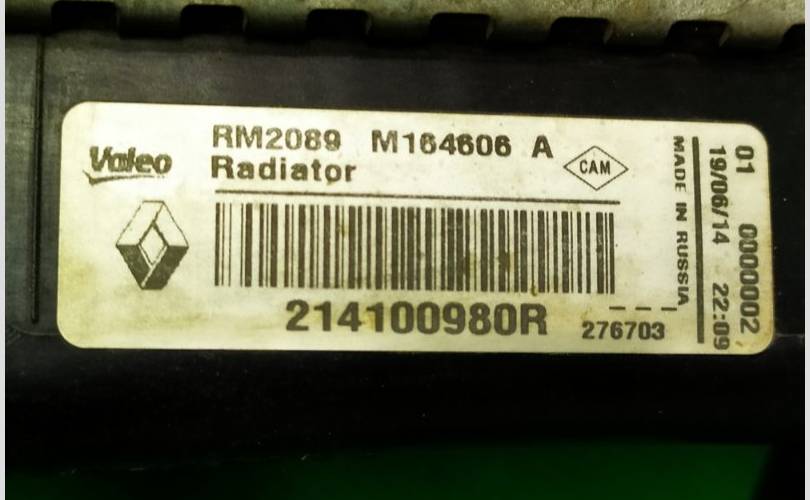 Valeo
RM2089 M164606 A
Radiator
CAM
214100980R
276703
MADE IN RUSSIA
19/06/14 22:09
01 0000002